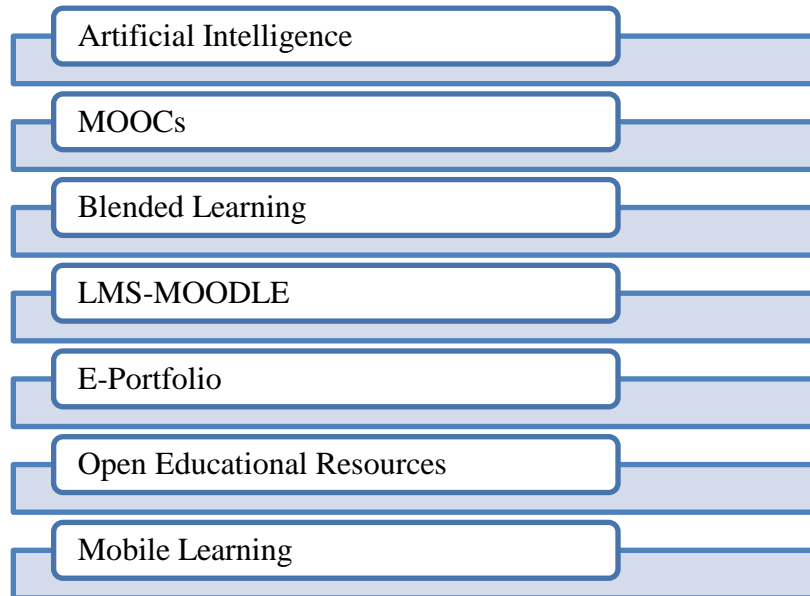 Artificial Intelligence
MOOCs
Blended Learning
LMS-MOODLE
E-Portfolio
Open Educational Resources
Mobile Learning